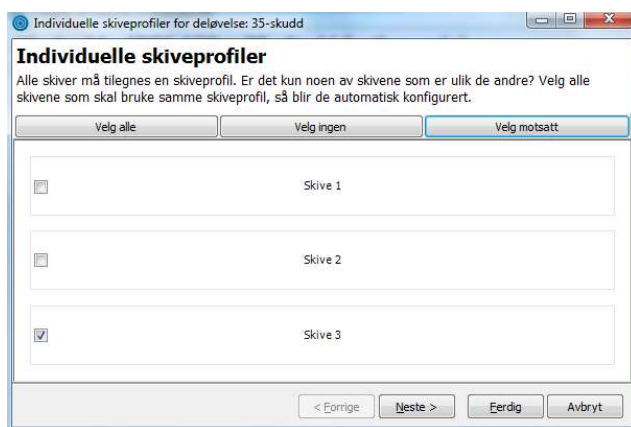 Individuelle skiveprofiler for deløvelse: 35-skudd
Individuelle skiveprofiler
Alle skiver må tilegnes en skiveprofil. Er det kun noen av skivene som er ulik de andre? Velg alle
skivene som skal bruke samme skiveprofil, så blir de automatisk konfigurert.
Velg alle Velg ingen Velg motsatt
Skive 1
Skive 2
Skive 3
< Forrige Neste > Ferdig Avbryt